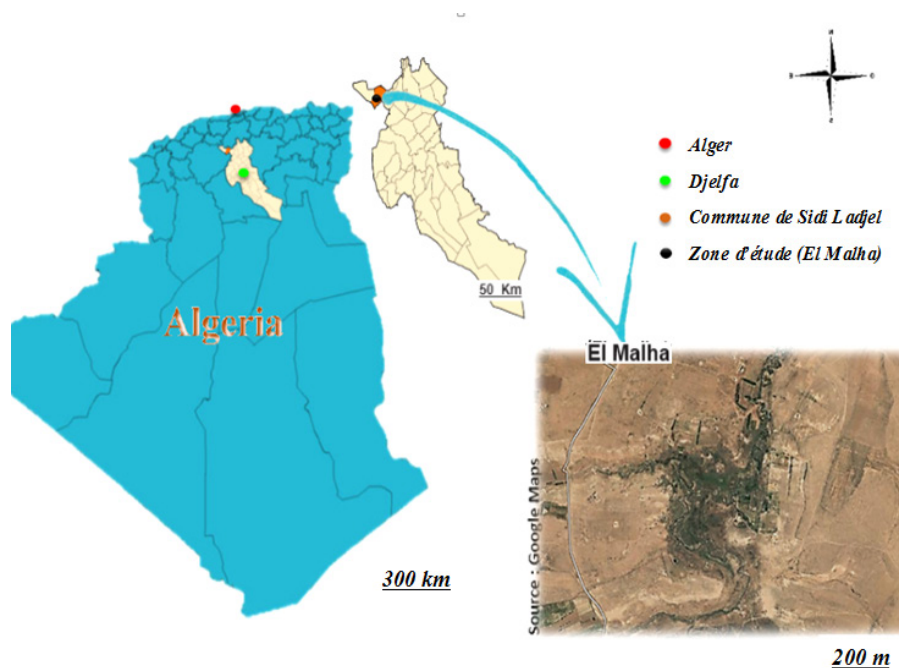 N
Alger
Djelfa
Commune de Sidi Ladjel
Zone d'étude (El Malha)
50 Km
Algeria
El Malha
Source : Google Maps
300 km
200 m